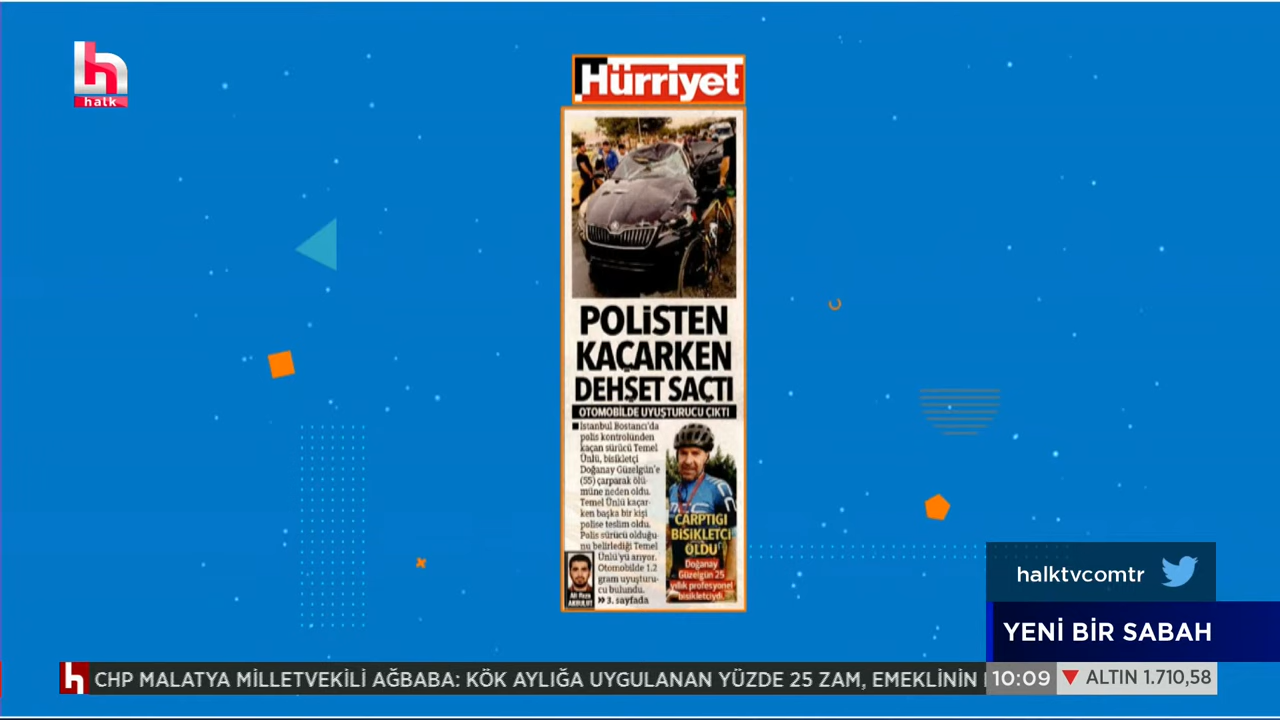 h
halk
Hürriyet
POLİSTEN
KAÇARKEN
DEHŞET SAÇTI
OTOMOBİLDE UYUŞTURUCU ÇIKTI
İstanbul Bostancı'da
polis kontrolünden
kaçan sürücü Temel
Ünlü, bisikletçi
Doğanay Güzelgün'e
(55) çarparak ölü-
müne neden oldu.
Temel Ünlü kaçar-
ken başka bir kişi
polise teslim oldu.
Polis sürücü olduğu-
nu belirlediği Temel
Ünlü'yü arıyor.
Otomobilde 1.2
gram uyuşturu-
cu bulundu.
» 3. sayfada
Ali Rıza
AKBULUT
ÇARPTIĞI
BİSİKLETÇİ
ÖLDÜ
Doğanay
Güzelgün 25
yıllık profesyonel
bisikletçiydi.
halktvcomtr
YENİ BİR SABAH
h CHP MALATYA MİLLETVEKİLİ AĞBABA: KÖK AYLIĞA UYGULANAN YÜZDE 25 ZAM, EMEKLİNİN
10:09
ALTIN 1.710,58